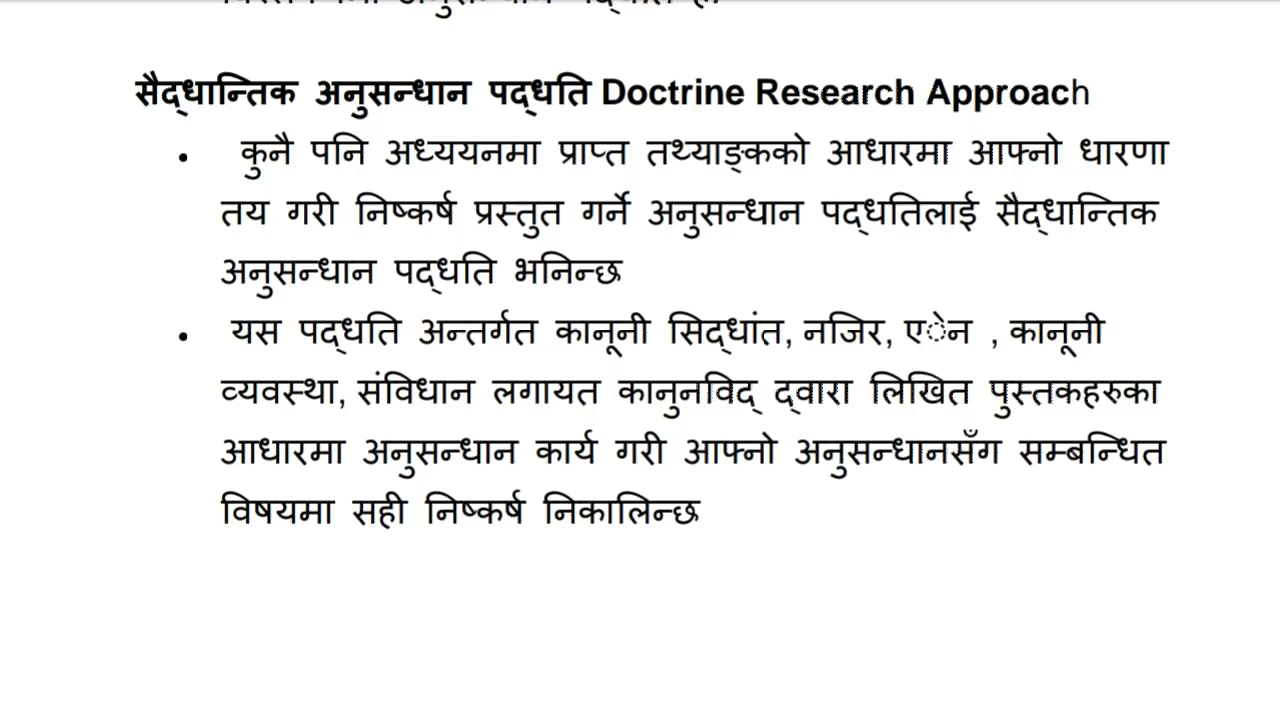 सैद्धान्तिक अनुसन्धान पद्धति Doctrine Research Approach
• कुनै पनि अध्ययनमा प्राप्त तथ्याङ्कको आधारमा आफ्नो धारणा
तय गरी निष्कर्ष प्रस्तुत गर्ने अनुसन्धान पद्धतिलाई सैद्धान्तिक
अनुसन्धान पद्धति भनिन्छ
• यस पद्धति अन्तर्गत कानूनी सिद्धांत, नजिर, एेन , कानूनी
व्यवस्था, संविधान लगायत कानुनविद् द्वारा लिखित पुस्तकहरुका
आधारमा अनुसन्धान कार्य गरी आफ्नो अनुसन्धानसँग सम्बन्धित
विषयमा सही निष्कर्ष निकालिन्छ